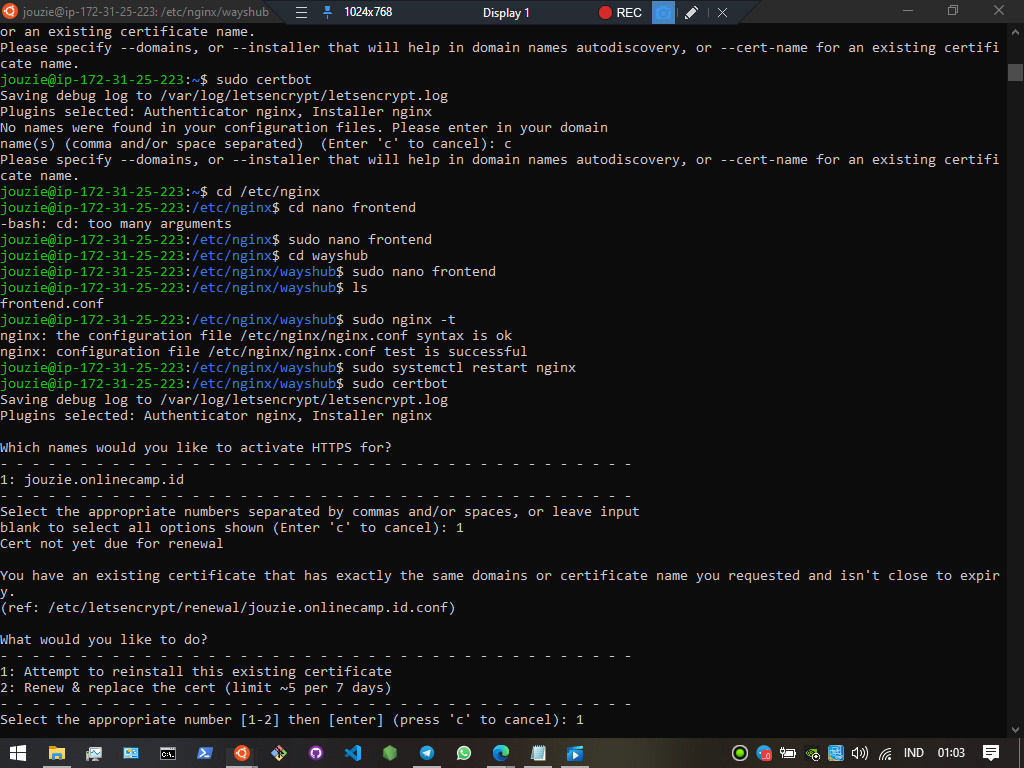 jouzie@ip-172-31-25-223: /etc/nginx/wayshub
1024x768
Display 1
REC
or an existing certificate name.
Please specify --domains, or --installer that will help in domain names autodiscovery, or --cert-name for an existing certifi
cate name.
jouzie@ip-172-31-25-223:~$ sudo certbot
Saving debug log to /var/log/letsencrypt/letsencrypt.log
Plugins selected: Authenticator nginx, Installer nginx
No names were found in your configuration files. Please enter in your domain
name(s) (comma and/or space separated)  (Enter 'c' to cancel): c
Please specify --domains, or --installer that will help in domain names autodiscovery, or --cert-name for an existing certifi
cate name.
jouzie@ip-172-31-25-223:~$ cd /etc/nginx
jouzie@ip-172-31-25-223:/etc/nginx$ cd nano frontend
-bash: cd: too many arguments
jouzie@ip-172-31-25-223:/etc/nginx$ sudo nano frontend
jouzie@ip-172-31-25-223:/etc/nginx$ cd wayshub
jouzie@ip-172-31-25-223:/etc/nginx/wayshub$ sudo nano frontend
jouzie@ip-172-31-25-223:/etc/nginx/wayshub$ ls
frontend.conf
jouzie@ip-172-31-25-223:/etc/nginx/wayshub$ sudo nginx -t
nginx: the configuration file /etc/nginx/nginx.conf syntax is ok
nginx: configuration file /etc/nginx/nginx.conf test is successful
jouzie@ip-172-31-25-223:/etc/nginx/wayshub$ sudo systemctl restart nginx
jouzie@ip-172-31-25-223:/etc/nginx/wayshub$ sudo certbot
Saving debug log to /var/log/letsencrypt/letsencrypt.log
Plugins selected: Authenticator nginx, Installer nginx
Which names would you like to activate HTTPS for?
- - - - - - - - - - - - - - - - - - - - - - - - - - - - - - - - - - - - - - - -
1: jouzie.onlinecamp.id
- - - - - - - - - - - - - - - - - - - - - - - - - - - - - - - - - - - - - - - -
Select the appropriate numbers separated by commas and/or spaces, or leave input
blank to select all options shown (Enter 'c' to cancel): 1
Cert not yet due for renewal
You have an existing certificate that has exactly the same domains or certificate name you requested and isn't close to expir
y.
(ref: /etc/letsencrypt/renewal/jouzie.onlinecamp.id.conf)
What would you like to do?
- - - - - - - - - - - - - - - - - - - - - - - - - - - - - - - - - - - - - - - -
1: Attempt to reinstall this existing certificate
2: Renew & replace the cert (limit ~5 per 7 days)
- - - - - - - - - - - - - - - - - - - - - - - - - - - - - - - - - - - - - - - -
Select the appropriate number [1-2] then [enter] (press 'c' to cancel): 1
IND
01:03